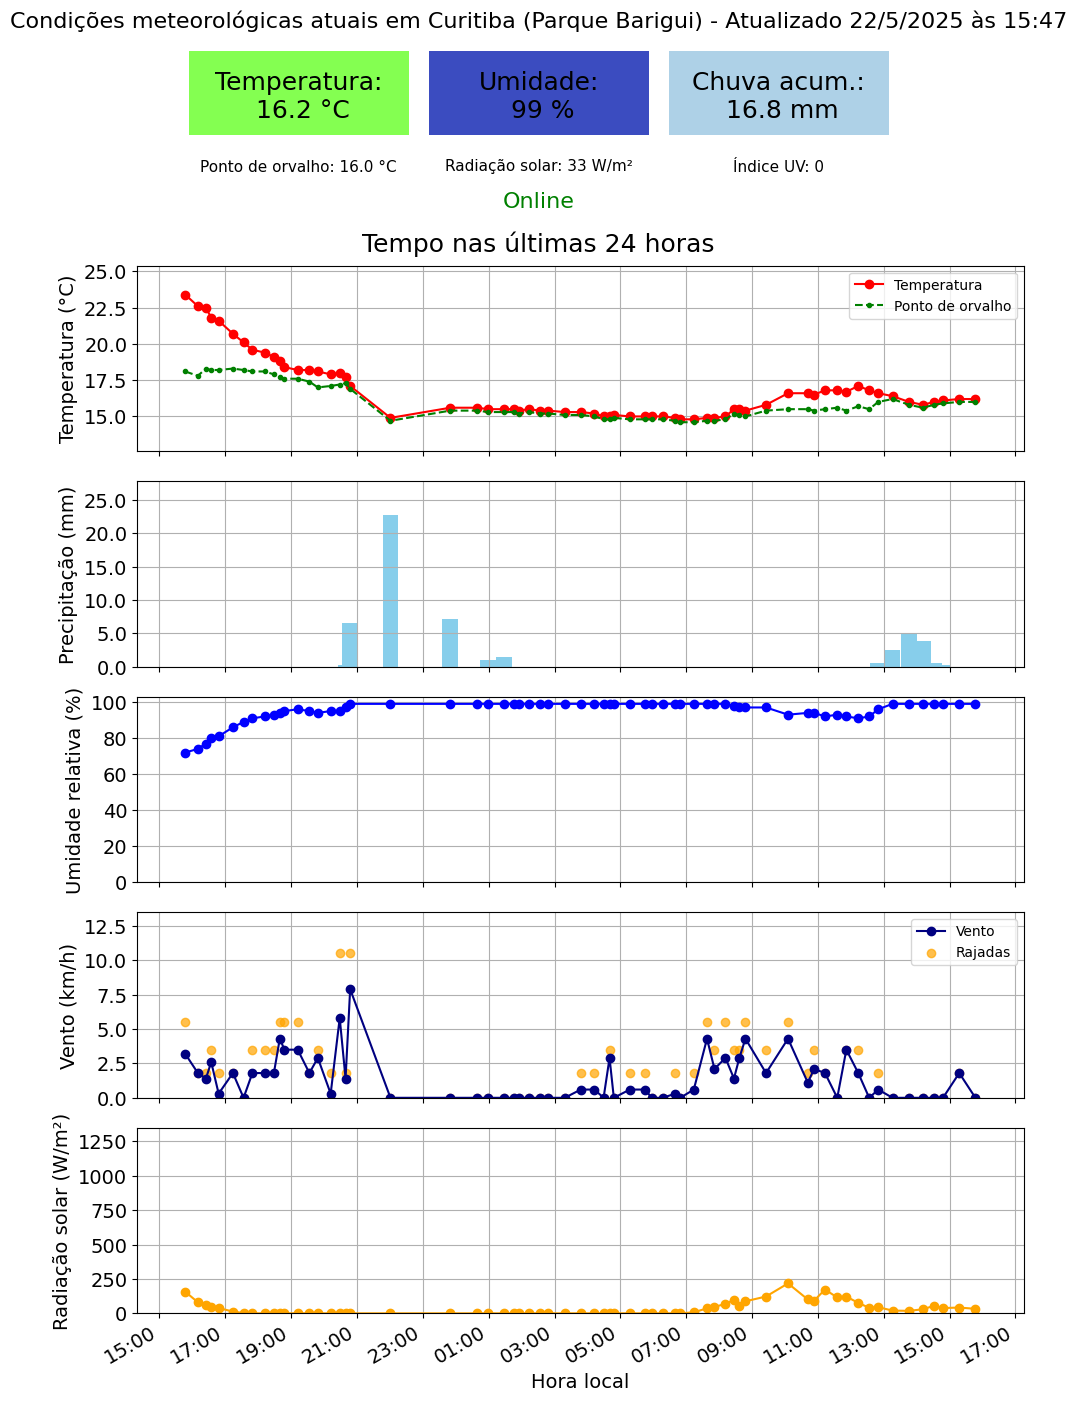 Condições meteorológicas atuais em Curitiba (Parque Barigui) - Atualizado 22/5/2025 às 15:47
Temperatura:
16.2 °C
Umidade:
99 %
Chuva acum.:
16.8 mm
Ponto de orvalho: 16.0 °C
Radiação solar: 33 W/m²
Índice UV: 0
Online
Tempo nas últimas 24 horas
Temperatura (°C)
25.0
22.5
20.0
17.5
15.0
Temperatura
Ponto de orvalho
Precipitação (mm)
25.0
20.0
15.0
10.0
5.0
0.0
Umidade relativa (%)
100
80
60
40
20
0
Vento (km/h)
12.5
10.0
7.5
5.0
2.5
0.0
Vento
Rajadas
Radiação solar (W/m²)
1250
1000
750
500
250
0
15:00 17:00 19:00 21:00 23:00 01:00 03:00 05:00 07:00 09:00 11:00 13:00 15:00 17:00
Hora local